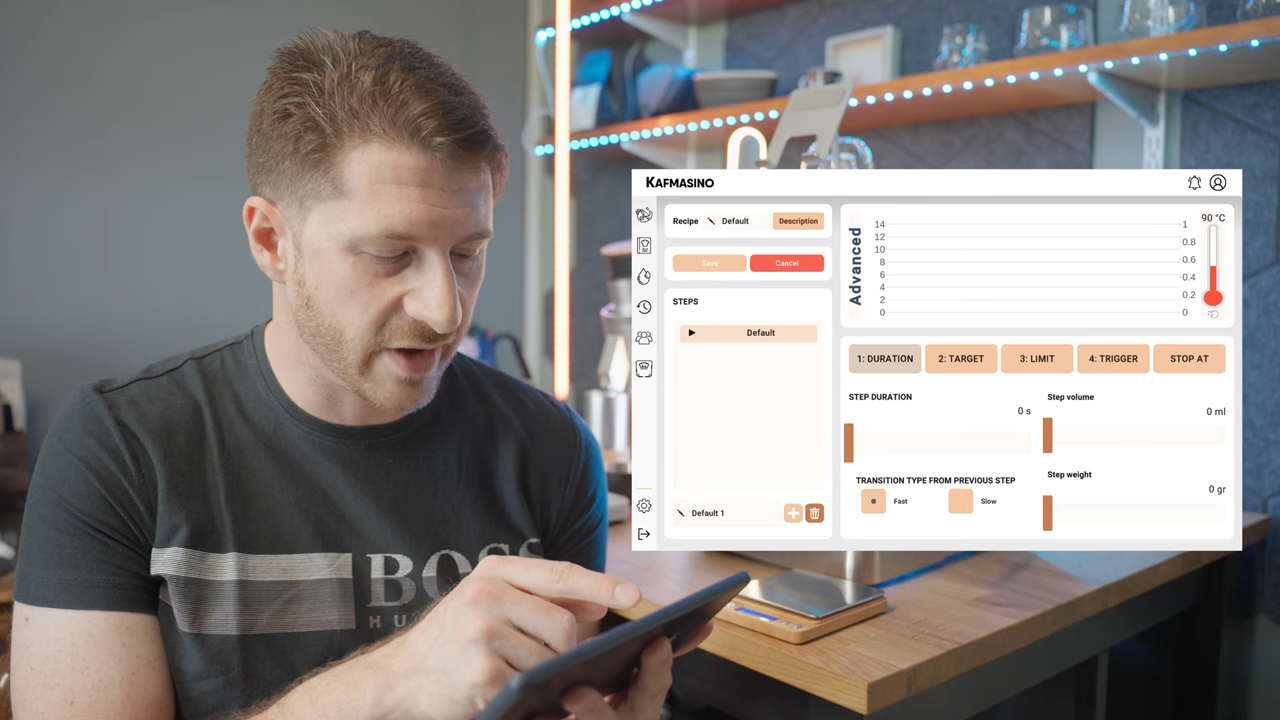 KAFMASINO
Recipe Default Description
Save Cancel
STEPS
Default
Default 1
Advanced
14
12
10
8
6
4
2
0
1
0.8
0.6
0.4
0.2
0
90 °C
1: DURATION 2: TARGET 3: LIMIT 4: TRIGGER STOP AT
STEP DURATION
0 s
TRANSITION TYPE FROM PREVIOUS STEP
Fast Slow
Step volume
0 ml
Step weight
0 gr
BOSS
HU